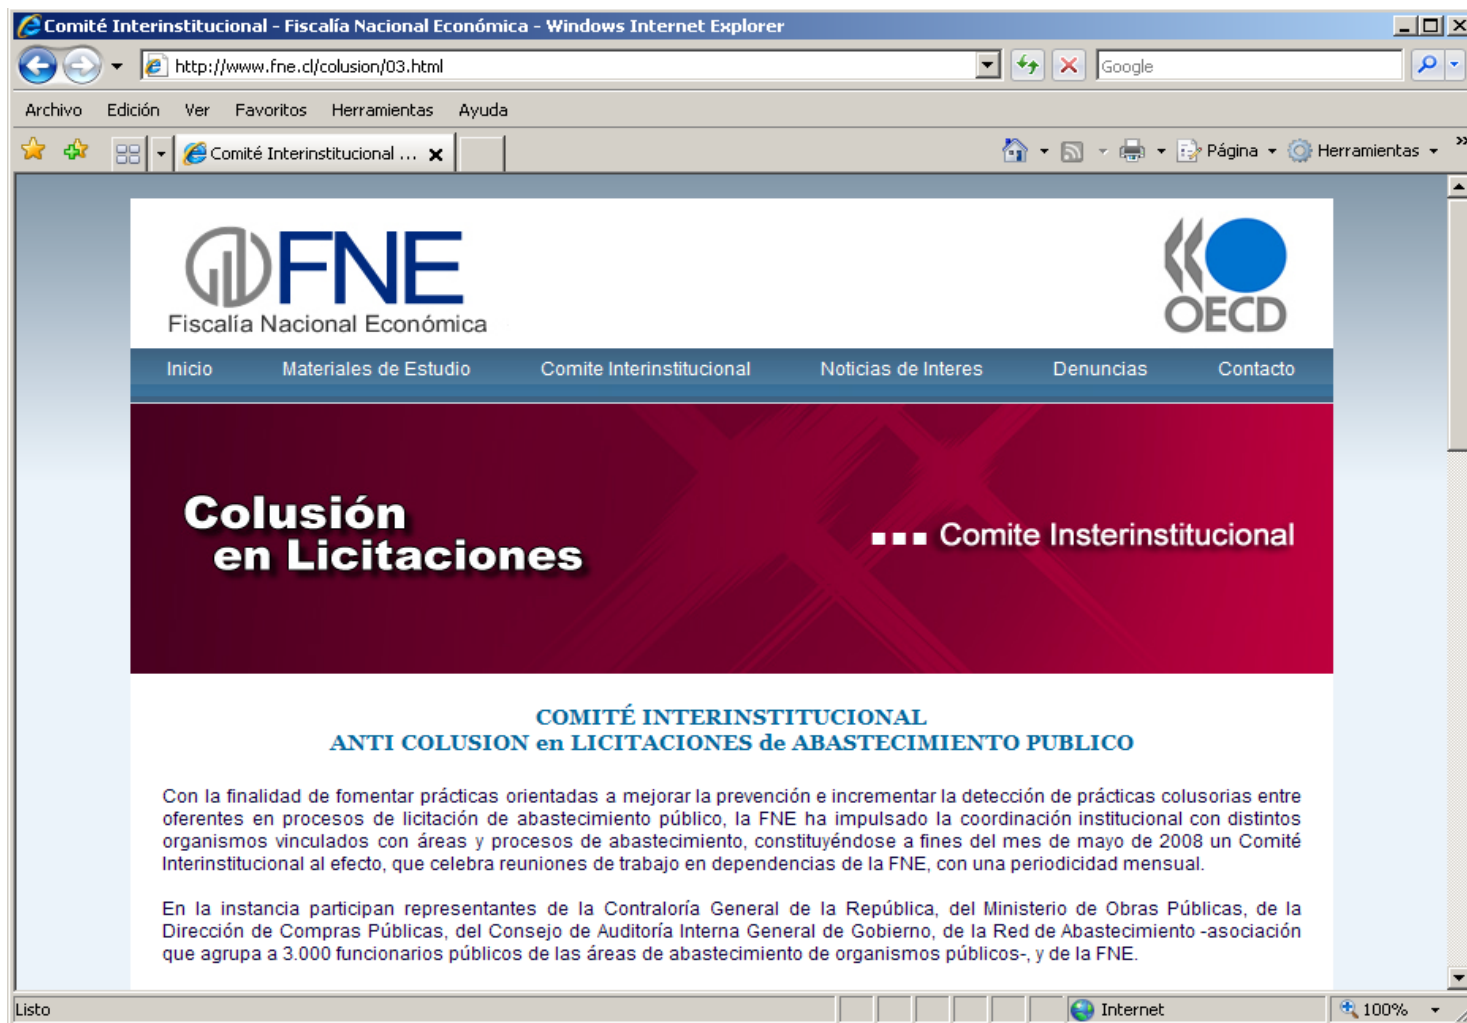 Comité Interinstitucional - Fiscalía Nacional Económica - Windows Internet Explorer
http://www.fne.cl/colusion/03.html
Google
Archivo Edición Ver Favoritos Herramientas Ayuda
Comité Interinstitucional ...
Página Herramientas
FNE
Fiscalía Nacional Económica
OECD
Inicio Materiales de Estudio Comite Interinstitucional Noticias de Interes Denuncias Contacto
Colusión
en Licitaciones
Comite Insterinstitucional
COMITÉ INTERINSTITUCIONAL
ANTI COLUSION en LICITACIONES de ABASTECIMIENTO PUBLICO
Con la finalidad de fomentar prácticas orientadas a mejorar la prevención e incrementar la detección de prácticas colusorias entre
oferentes en procesos de licitación de abastecimiento público, la FNE ha impulsado la coordinación institucional con distintos
organismos vinculados con áreas y procesos de abastecimiento, constituyéndose a fines del mes de mayo de 2008 un Comité
Interinstitucional al efecto, que celebra reuniones de trabajo en dependencias de la FNE, con una periodicidad mensual.
En la instancia participan representantes de la Contraloría General de la República, del Ministerio de Obras Públicas, de la
Dirección de Compras Públicas, del Consejo de Auditoría Interna General de Gobierno, de la Red de Abastecimiento -asociación
que agrupa a 3.000 funcionarios públicos de las áreas de abastecimiento de organismos públicos-, y de la FNE.
Listo
Internet
100%